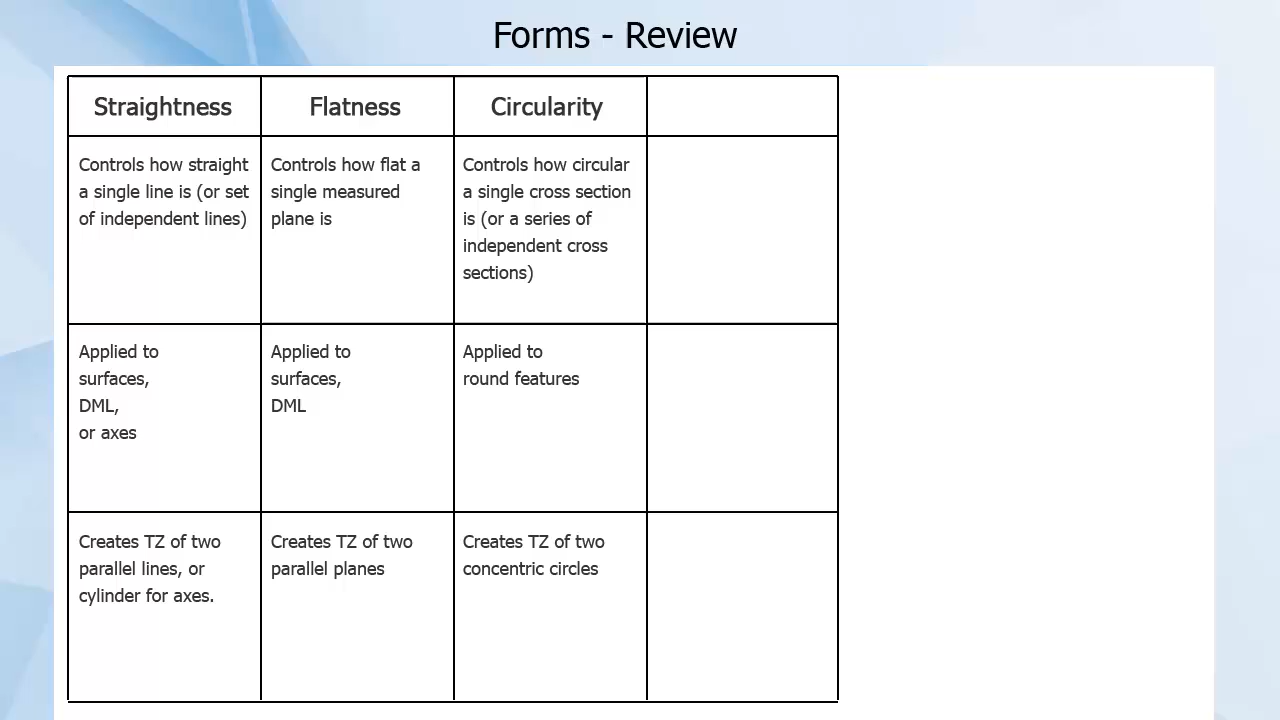 Forms - Review
Straightness
Flatness
Circularity
Controls how straight
a single line is (or set
of independent lines)
Controls how flat a
single measured
plane is
Controls how circular
a single cross section
is (or a series of
independent cross
sections)
Applied to
surfaces,
DML,
or axes
Applied to
surfaces,
DML
Applied to
round features
Creates TZ of two
parallel lines, or
cylinder for axes.
Creates TZ of two
parallel planes
Creates TZ of two
concentric circles